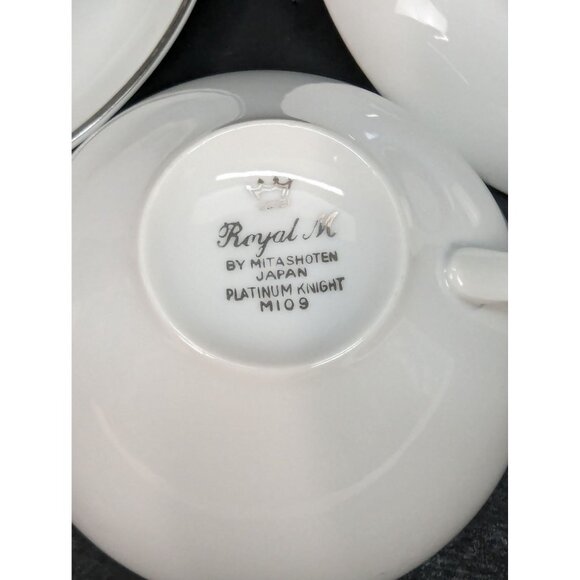 Royal M
BY MITASHOTEN
JAPAN
PLATINUM KNIGHT
M109